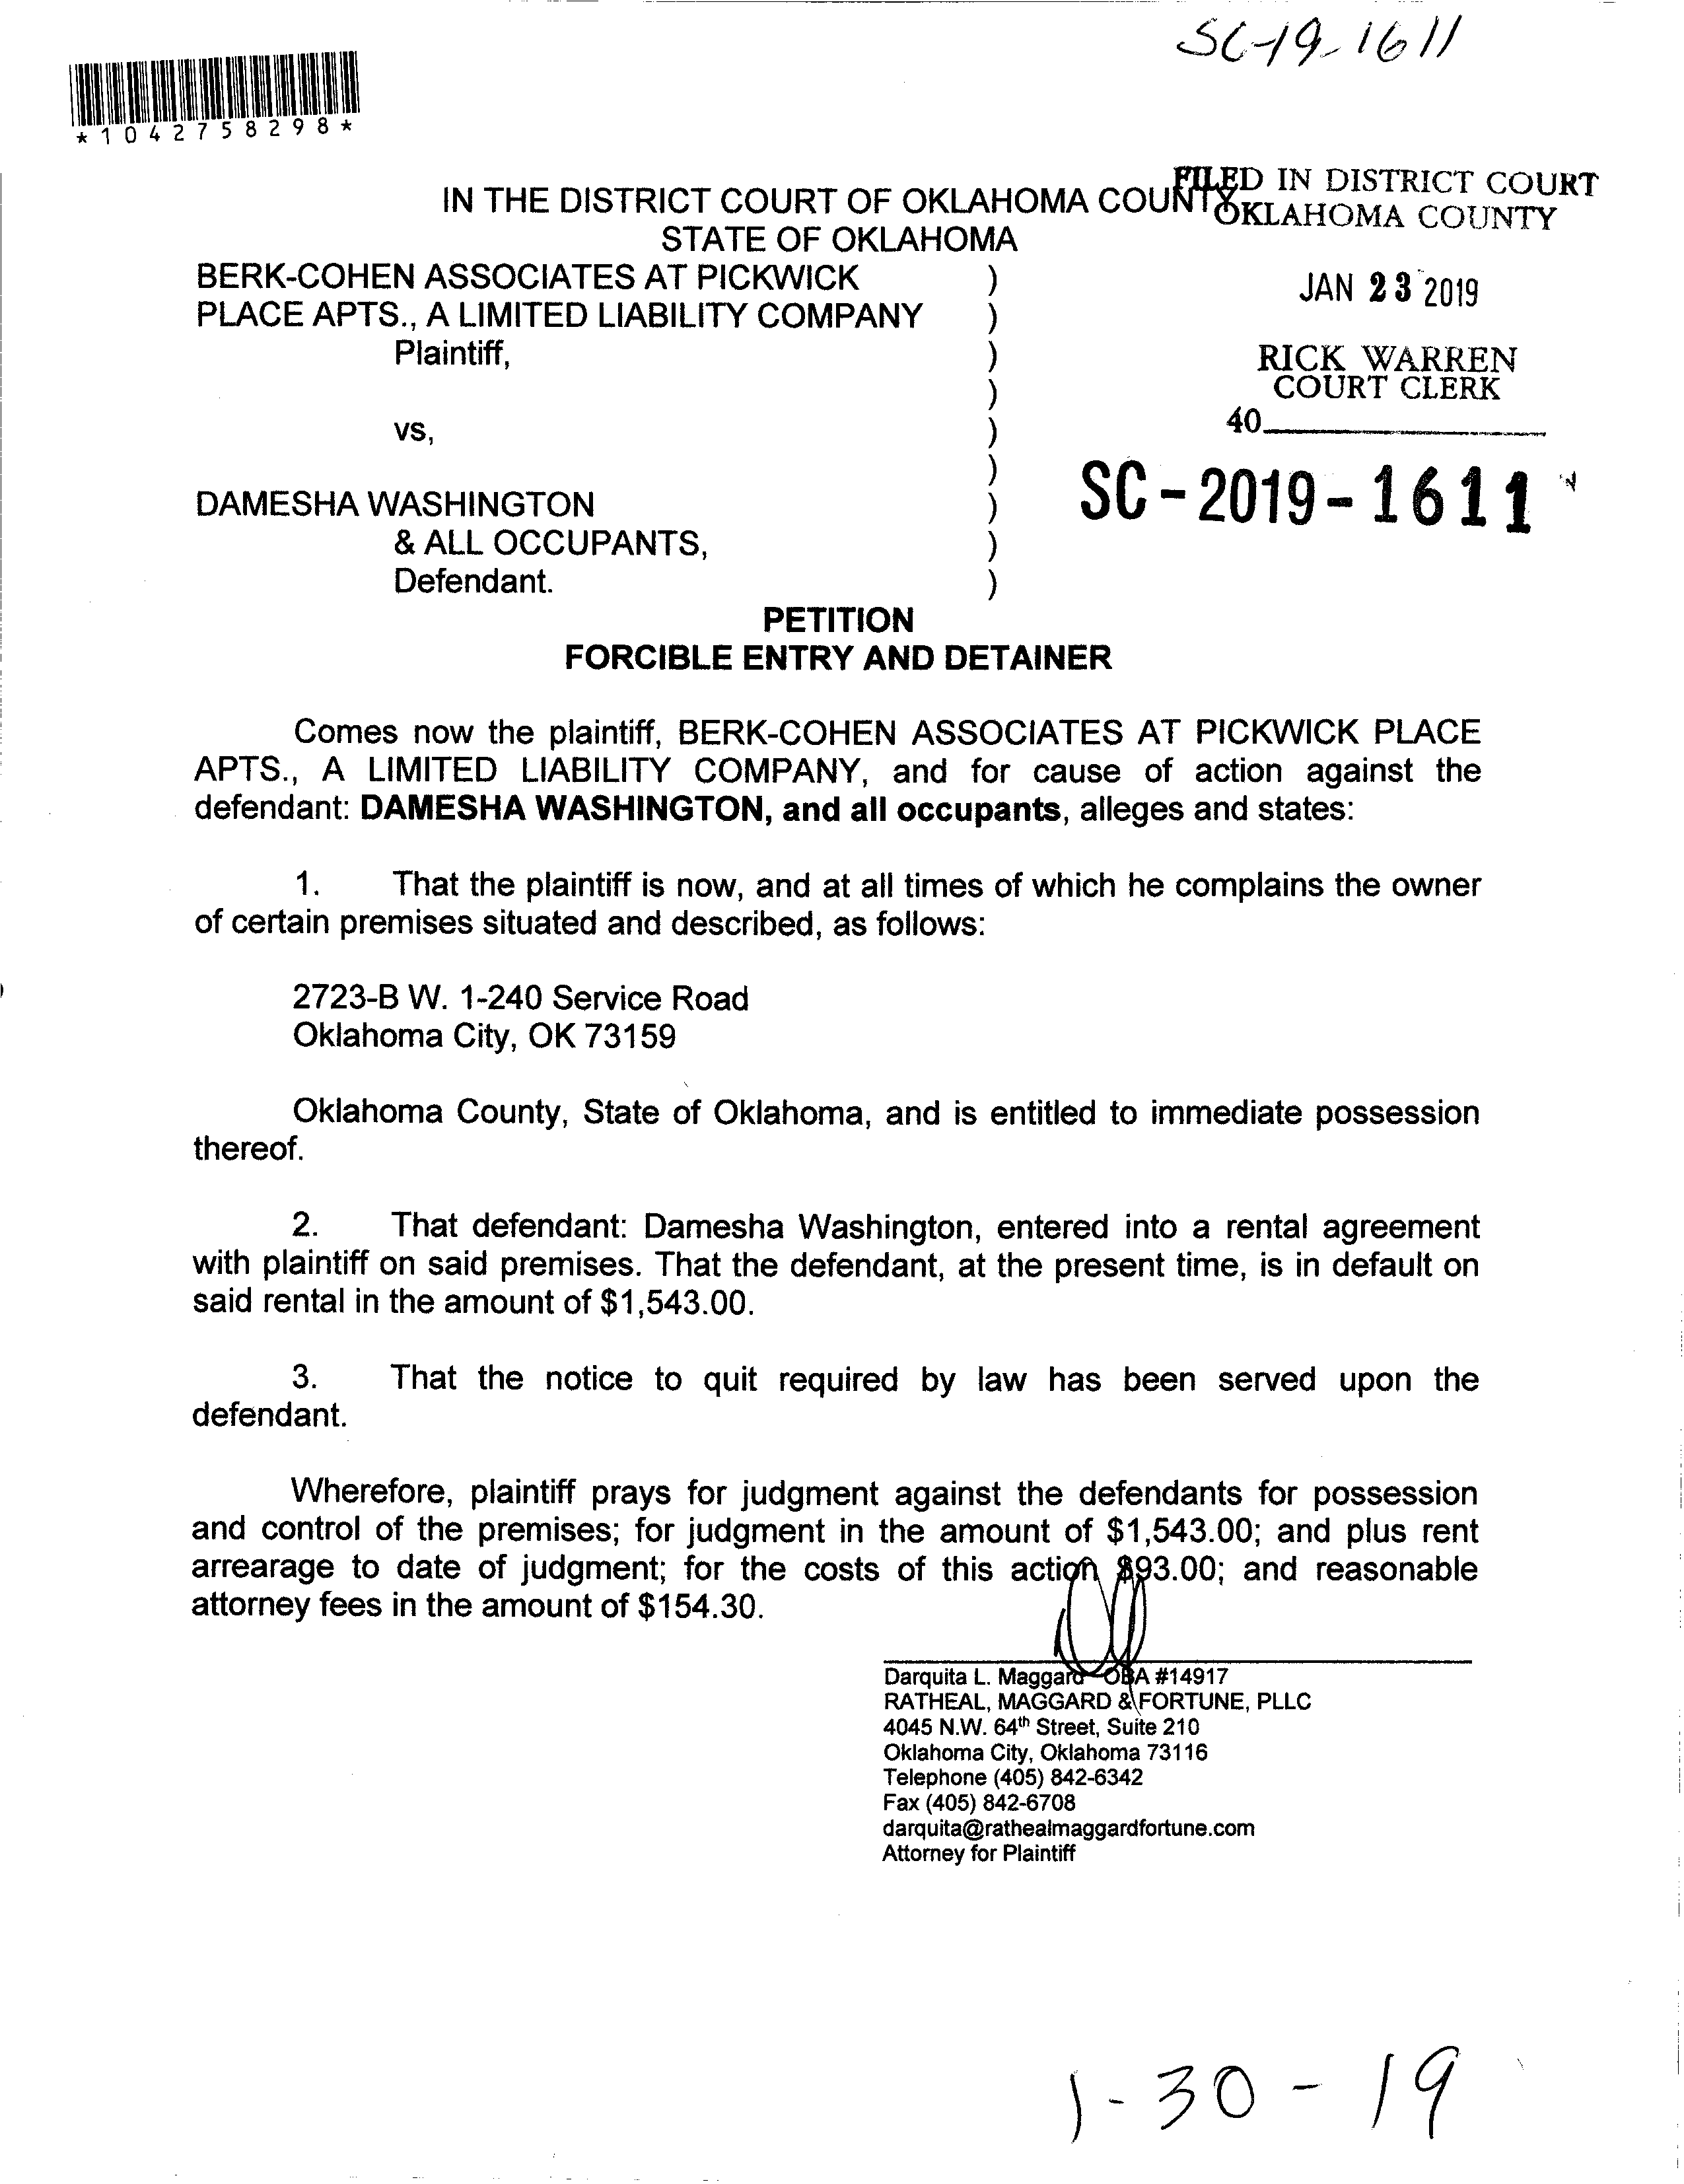 SC-19-1611
*1042758298*
FILED IN DISTRICT COURT
OKLAHOMA COUNTY
IN THE DISTRICT COURT OF OKLAHOMA COUNTY
STATE OF OKLAHOMA
BERK-COHEN ASSOCIATES AT PICKWICK )
PLACE APTS., A LIMITED LIABILITY COMPANY )
Plaintiff, )
)
vs, )
)
DAMESHA WASHINGTON )
& ALL OCCUPANTS, )
Defendant. )
JAN 23 2019
RICK WARREN
COURT CLERK
40
SC-2019-1611
PETITION
FORCIBLE ENTRY AND DETAINER
Comes now the plaintiff, BERK-COHEN ASSOCIATES AT PICKWICK PLACE
APTS., A LIMITED LIABILITY COMPANY, and for cause of action against the
defendant: DAMESHA WASHINGTON, and all occupants, alleges and states:
1. That the plaintiff is now, and at all times of which he complains the owner
of certain premises situated and described, as follows:
2723-B W. 1-240 Service Road
Oklahoma City, OK 73159
Oklahoma County, State of Oklahoma, and is entitled to immediate possession
thereof.
2. That defendant: Damesha Washington, entered into a rental agreement
with plaintiff on said premises. That the defendant, at the present time, is in default on
said rental in the amount of $1,543.00.
3. That the notice to quit required by law has been served upon the
defendant.
Wherefore, plaintiff prays for judgment against the defendants for possession
and control of the premises; for judgment in the amount of $1,543.00; and plus rent
arrearage to date of judgment; for the costs of this action $93.00; and reasonable
attorney fees in the amount of $154.30.
Darquita L. Maggard OBA #14917
RATHEAL, MAGGARD & FORTUNE, PLLC
4045 N.W. 64th Street, Suite 210
Oklahoma City, Oklahoma 73116
Telephone (405) 842-6342
Fax (405) 842-6708
darquita@rathealmaggardfortune.com
Attorney for Plaintiff
1-30-19